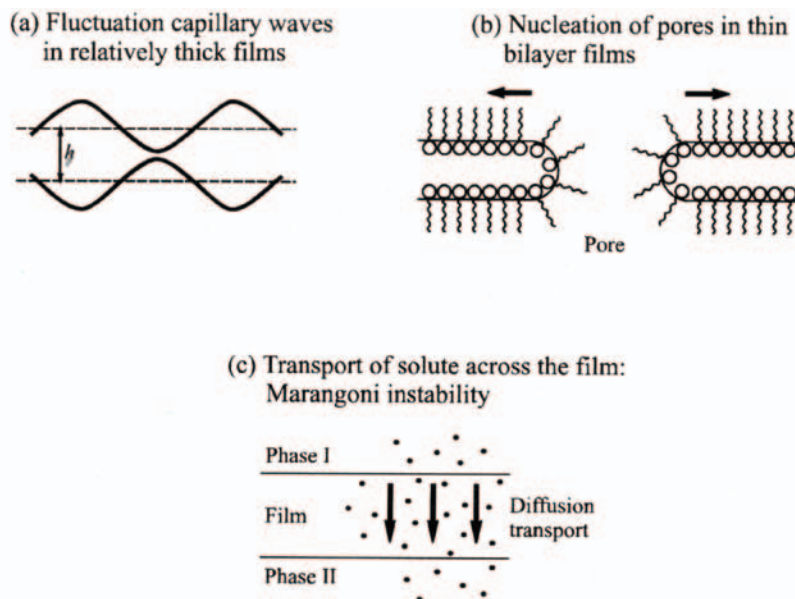 (a) Fluctuation capillary waves
in relatively thick films
h
(b) Nucleation of pores in thin
bilayer films
Pore
(c) Transport of solute across the film:
Marangoni instability
Phase I
Film
Diffusion
transport
Phase II